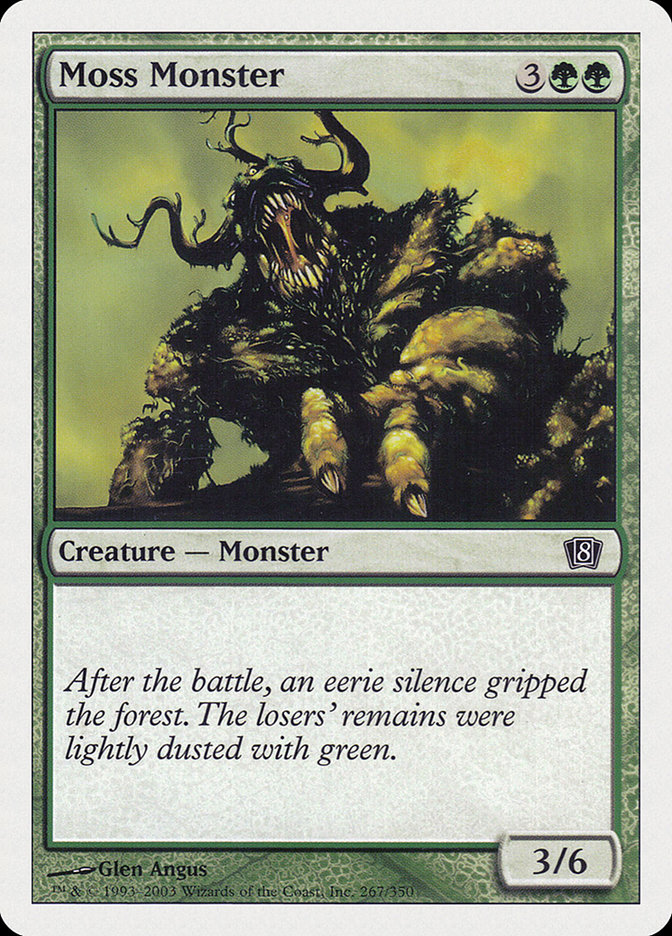 Moss Monster 3
Creature — Monster 8
After the battle, an eerie silence gripped
the forest. The losers' remains were
lightly dusted with green.
3/6
Glen Angus
™ & © 1993–2003 Wizards of the Coast, Inc. 267/350